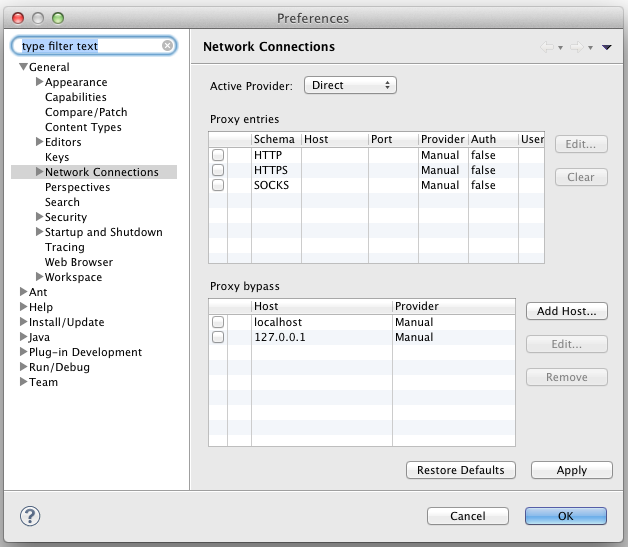 Preferences
type filter text
General
Appearance
Capabilities
Compare/Patch
Content Types
Editors
Keys
Network Connections
Perspectives
Search
Security
Startup and Shutdown
Tracing
Web Browser
Workspace
Ant
Help
Install/Update
Java
Plug-in Development
Run/Debug
Team
Network Connections
Active Provider: Direct
Proxy entries
Schema Host Port Provider Auth User
HTTP Manual false
HTTPS Manual false
SOCKS Manual false
Edit...
Clear
Proxy bypass
Host Provider
localhost Manual
127.0.0.1 Manual
Add Host...
Edit...
Remove
Restore Defaults Apply
? Cancel OK